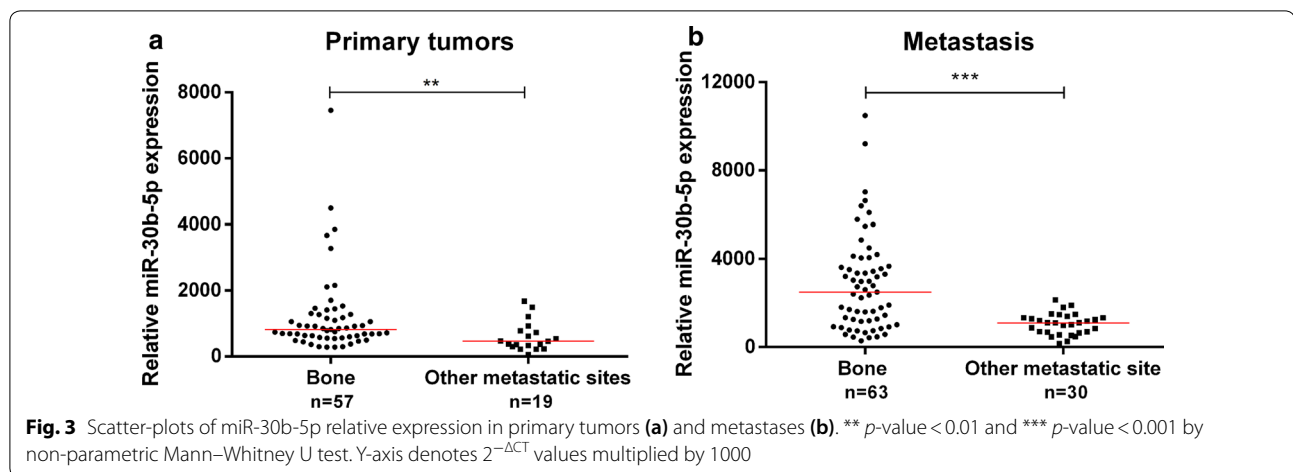 a
Primary tumors
**
Relative miR-30b-5p expression
8000
6000
4000
2000
0
Bone
n=57
Other metastatic sites
n=19
b
Metastasis
***
Relative miR-30b-5p expression
12000
8000
4000
0
Bone
n=63
Other metastatic site
n=30
Fig. 3 Scatter-plots of miR-30b-5p relative expression in primary tumors (a) and metastases (b). ** p-value < 0.01 and *** p-value < 0.001 by
non-parametric Mann–Whitney U test. Y-axis denotes 2^−ΔCT values multiplied by 1000